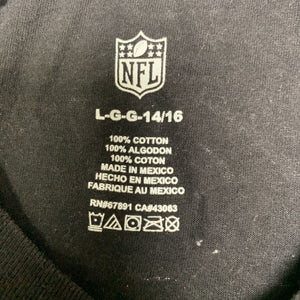 NFL
L-G-G-14/16
100% COTTON
100% ALGODON
100% COTON
MADE IN MEXICO
HECHO EN MEXICO
FABRIQUE AU MEXICO
RN#67891 CA#43063